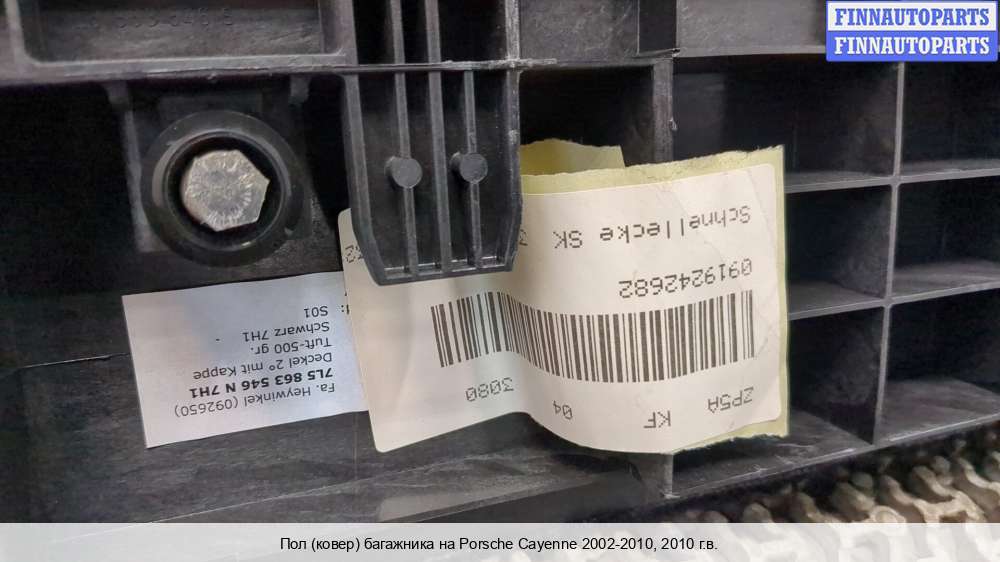 FINNAUTOPARTS
FINNAUTOPARTS
Fa. Heywinkel (092650)
7L5 863 546 N 7H1
Deckel 2° mit Kappe
Tuft-500 gr.
Schwarz 7H1
S01
ZP5A KF 04 3080
0919242682
Schnellecke SK
Пол (ковер) багажника на Porsche Cayenne 2002-2010, 2010 г.в.